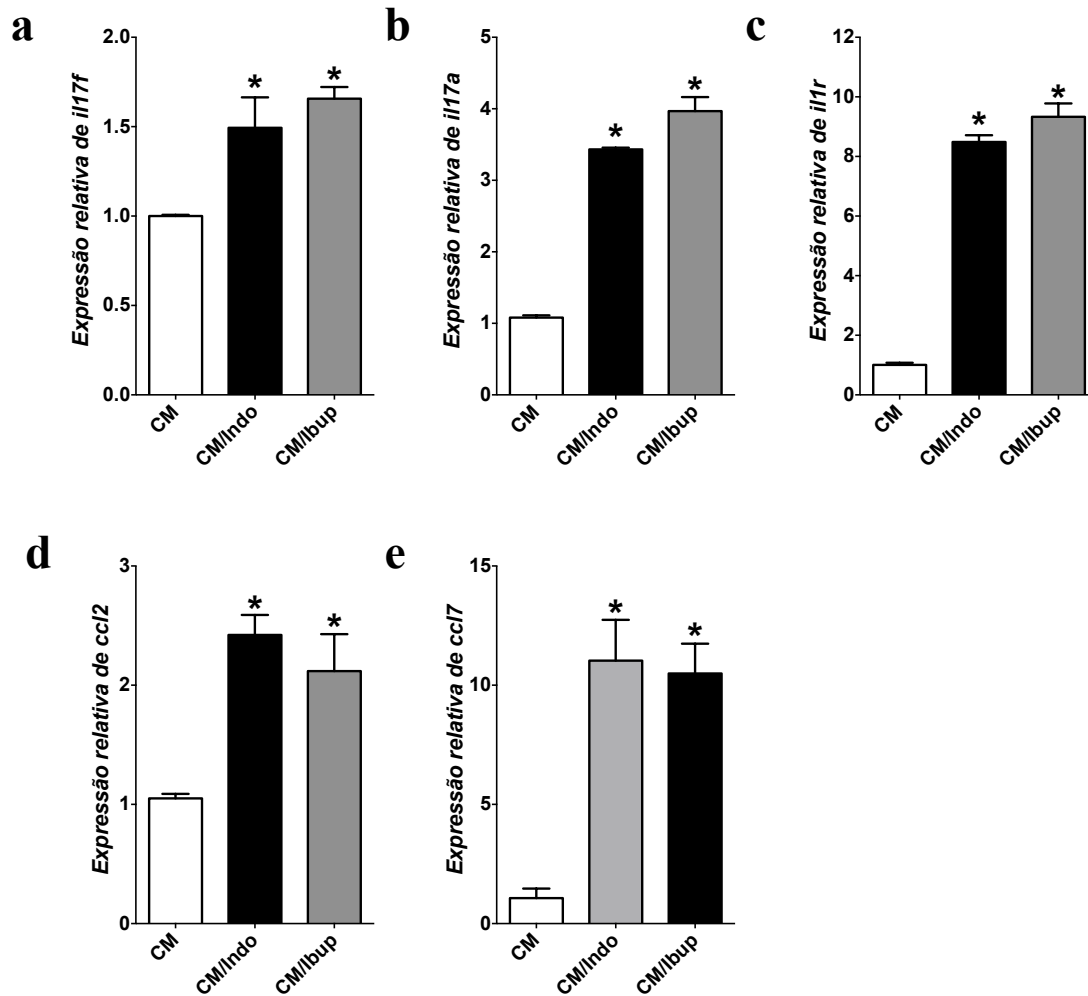 a
Expressão relativa de il17f
2.0
1.5
1.0
0.5
0.0
*
*
CM
CM/Indo
CM/Ibup
b
Expressão relativa de il17a
5
4
3
2
1
0
*
*
CM
CM/Indo
CM/Ibup
c
Expressão relativa de il1r
12
10
8
6
4
2
0
*
*
CM
CM/Indo
CM/Ibup
d
Expressão relativa de ccl2
3
2
1
0
*
*
CM
CM/Indo
CM/Ibup
e
Expressão relativa de ccl7
15
10
5
0
*
*
CM
CM/Indo
CM/Ibup